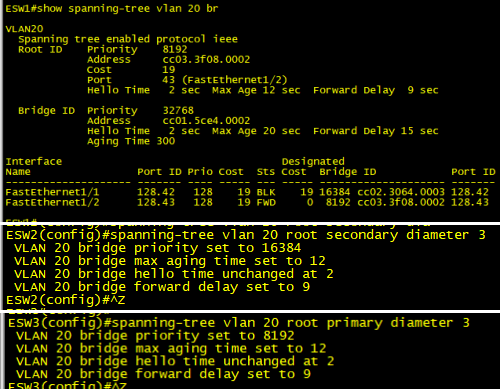 ESW1#show spanning-tree vlan 20 br
VLAN20
Spanning tree enabled protocol ieee
Root ID Priority 8192
Address cc03.3f08.0002
Cost 19
Port 43 (FastEthernet1/2)
Hello Time 2 sec Max Age 12 sec Forward Delay 9 sec
Bridge ID Priority 32768
Address cc01.5ce4.0002
Hello Time 2 sec Max Age 20 sec Forward Delay 15 sec
Aging Time 300
Interface Designated
Name Port ID Prio Cost Sts Cost Bridge ID Port ID
-------------------- ------- ---- ----- --- ----- -------------------- -------
FastEthernet1/1 128.42 128 19 BLK 19 16384 cc02.3064.0003 128.42
FastEthernet1/2 128.43 128 19 FWD 0 8192 cc03.3f08.0002 128.43
ESW1#
ESW2(config)#spanning-tree vlan 20 root secondary diameter 3
VLAN 20 bridge priority set to 16384
VLAN 20 bridge max aging time set to 12
VLAN 20 bridge hello time unchanged at 2
VLAN 20 bridge forward delay set to 9
ESW2(config)#^Z
ESW3(config)#spanning-tree vlan 20 root primary diameter 3
VLAN 20 bridge priority set to 8192
VLAN 20 bridge max aging time set to 12
VLAN 20 bridge hello time unchanged at 2
VLAN 20 bridge forward delay set to 9
ESW3(config)#^Z